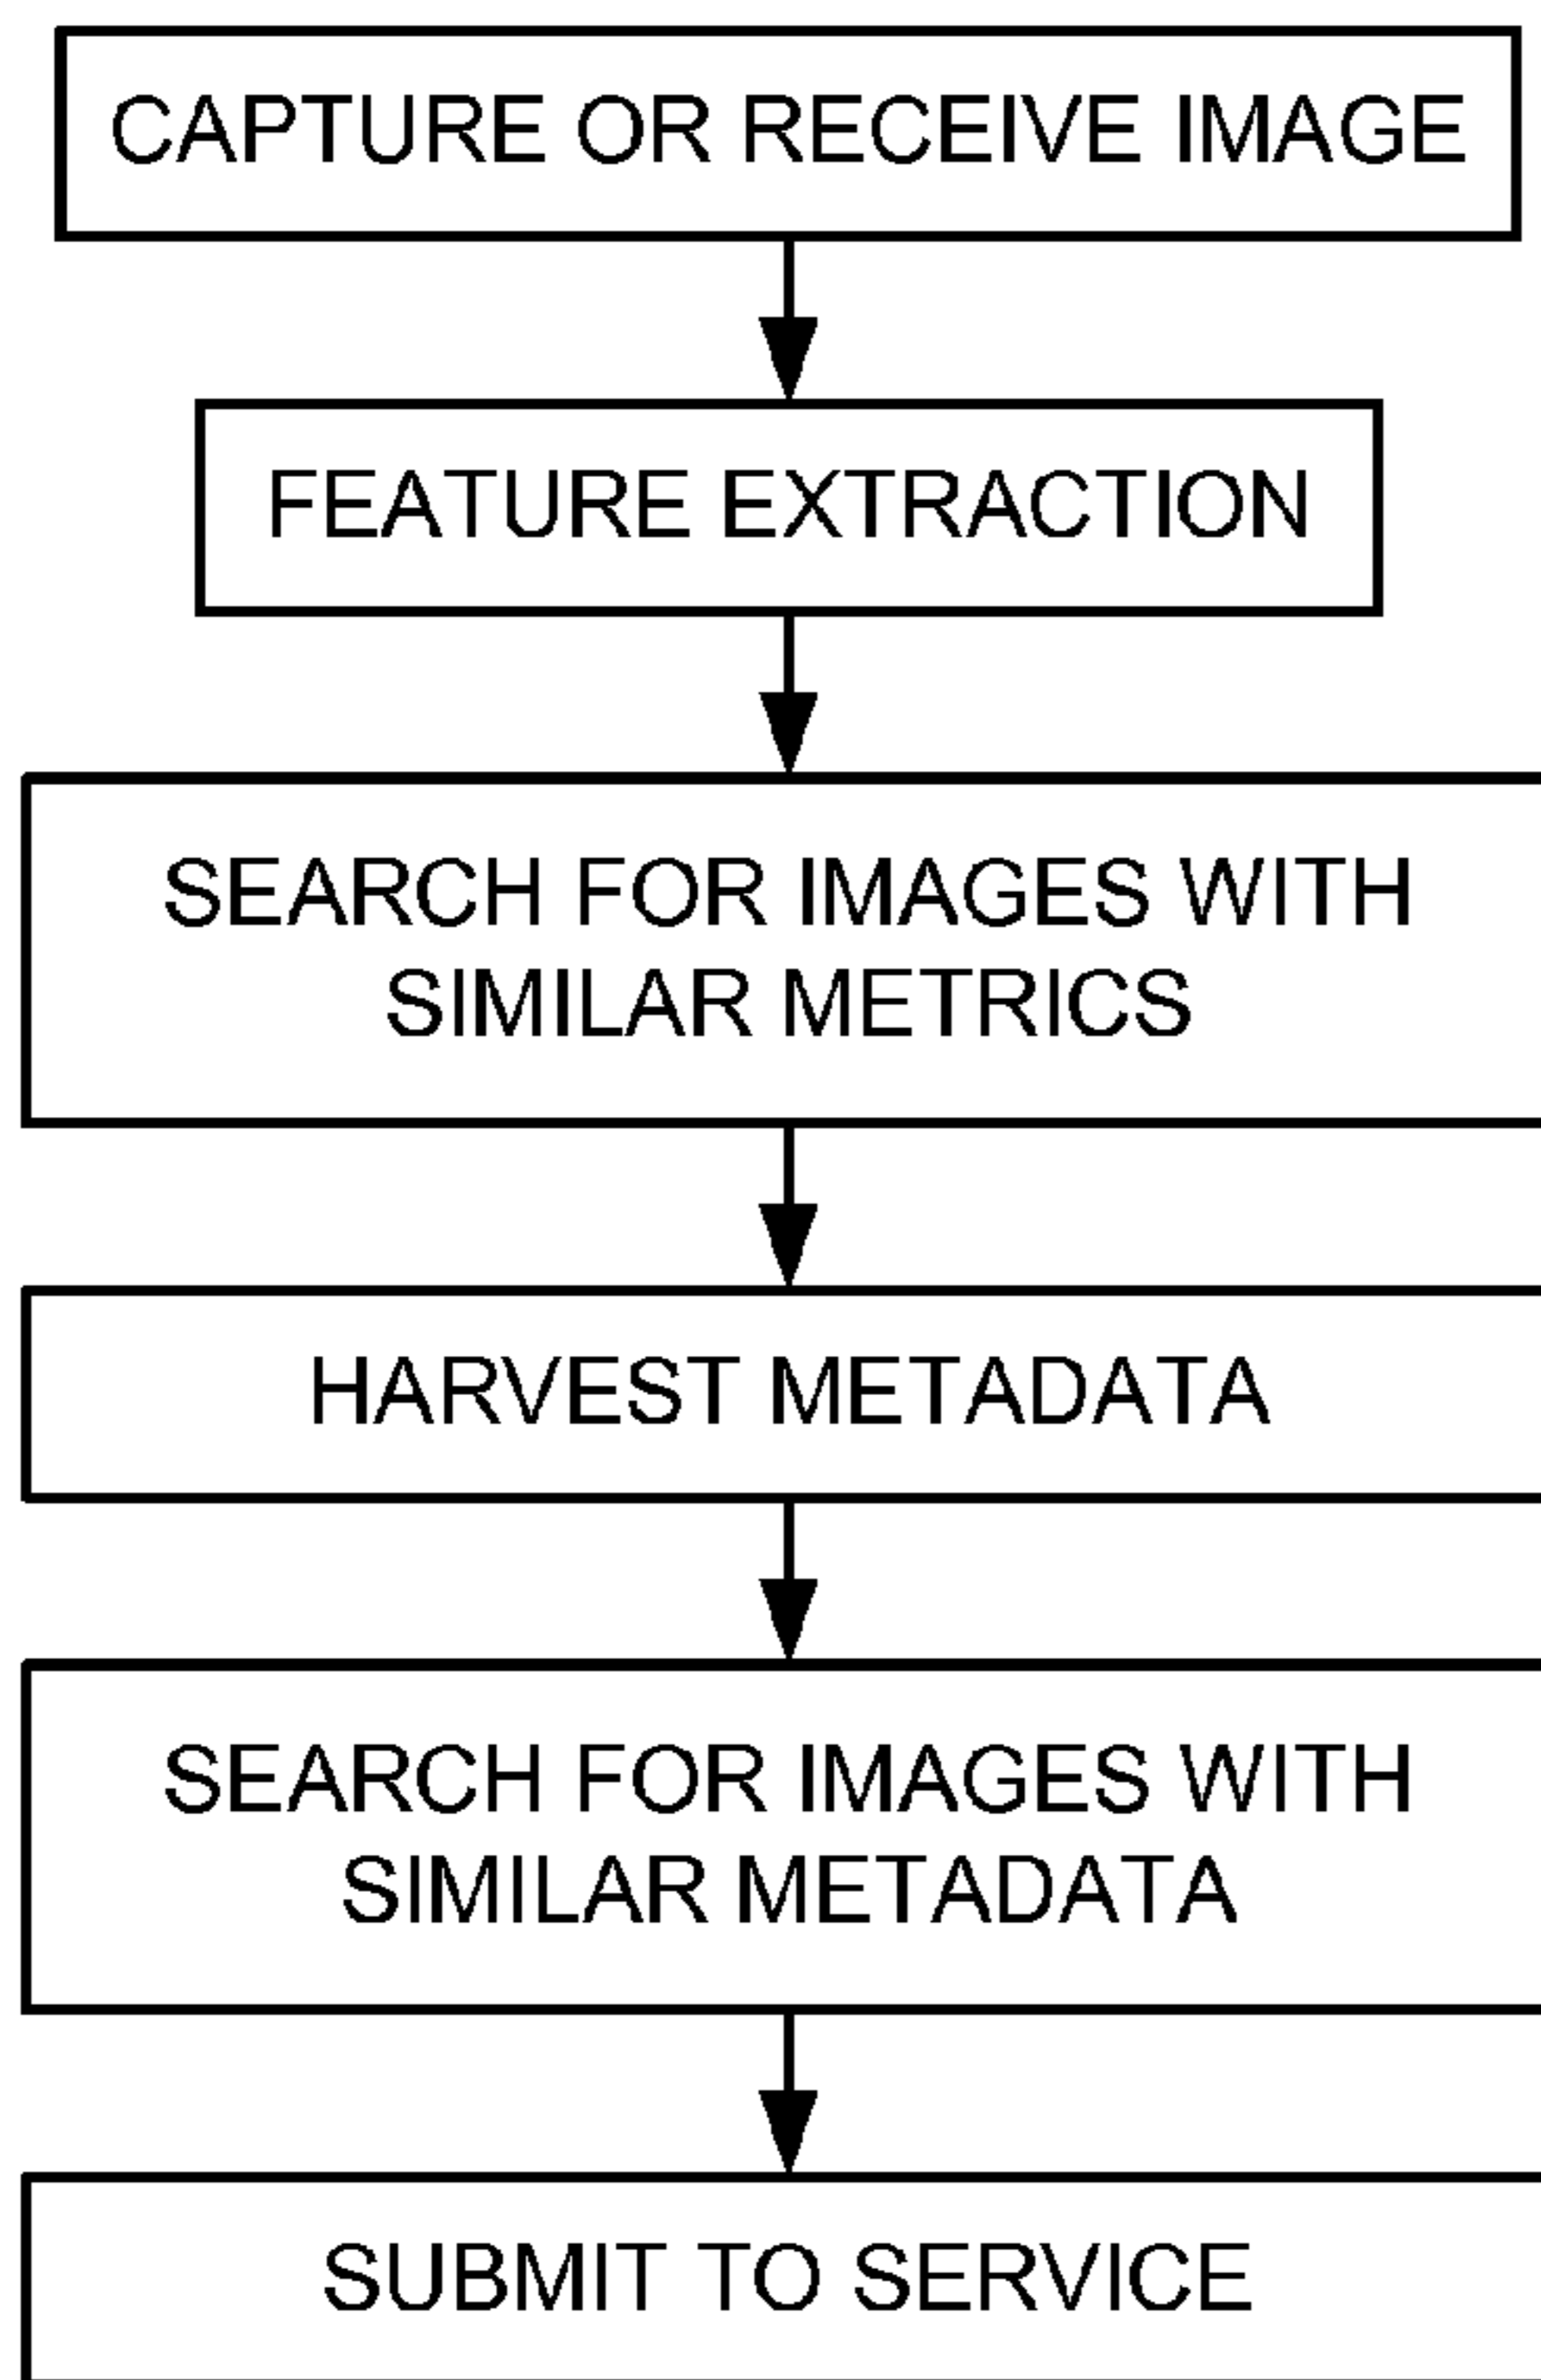 CAPTURE OR RECEIVE IMAGE
FEATURE EXTRACTION
SEARCH FOR IMAGES WITH
SIMILAR METRICS
HARVEST METADATA
SEARCH FOR IMAGES WITH
SIMILAR METADATA
SUBMIT TO SERVICE